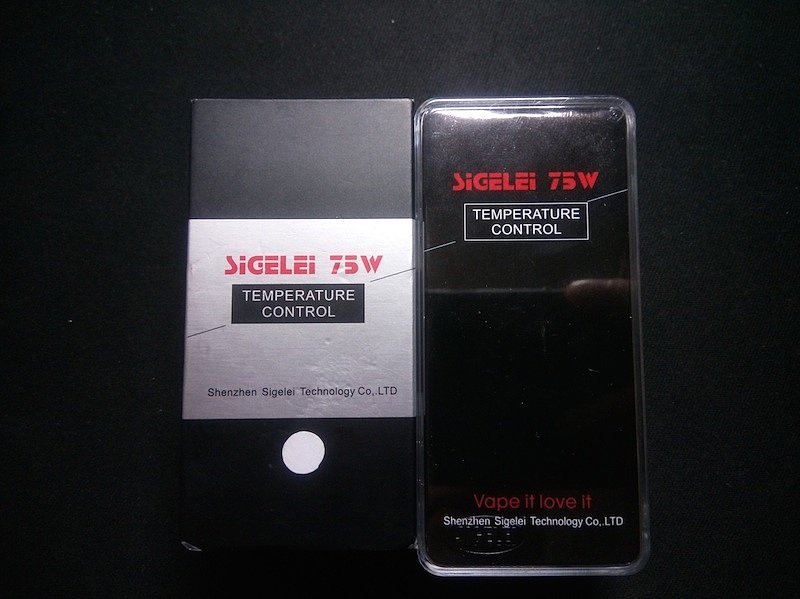 SiGELEi 75W
TEMPERATURE
CONTROL
Shenzhen Sigelei Technology Co,.LTD
SiGELEi 75W
TEMPERATURE
CONTROL
Vape it love it
Shenzhen Sigelei Technology Co,.LTD